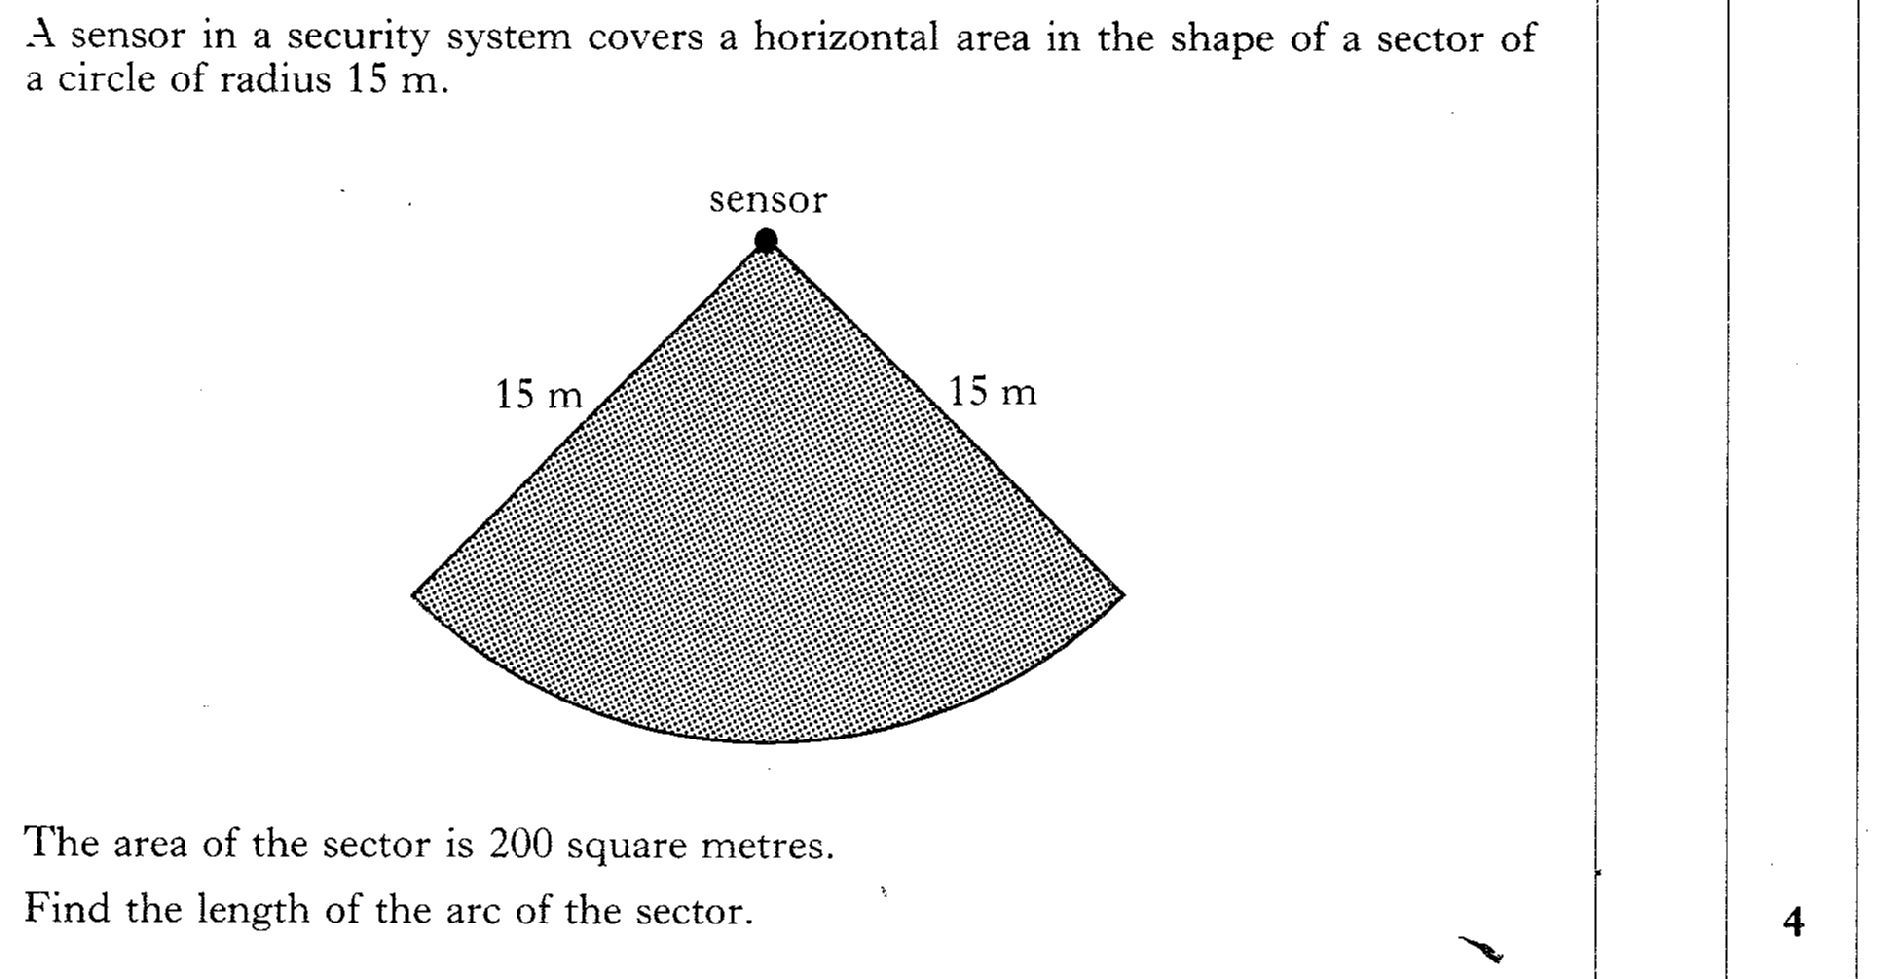 A sensor in a security system covers a horizontal area in the shape of a sector of
a circle of radius 15 m.
sensor
15 m
15 m
The area of the sector is 200 square metres.
Find the length of the arc of the sector.
4